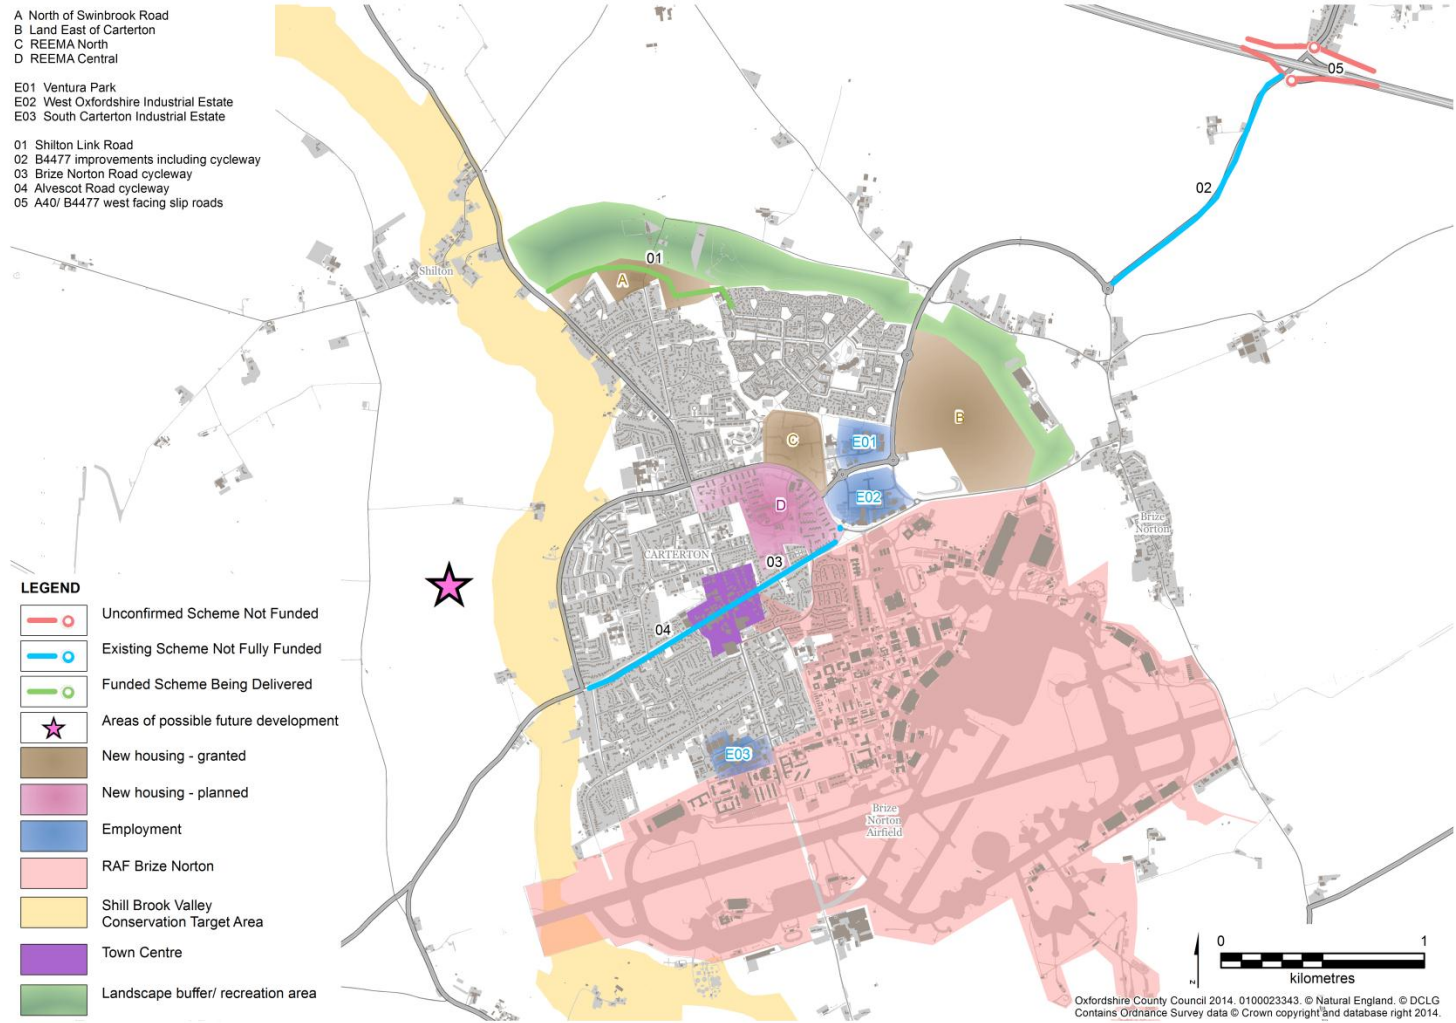 A North of Swinbrook Road
B Land East of Carterton
C REEMA North
D REEMA Central
E01 Ventura Park
E02 West Oxfordshire Industrial Estate
E03 South Carterton Industrial Estate
01 Shilton Link Road
02 B4477 improvements including cycleway
03 Brize Norton Road cycleway
04 Alvescot Road cycleway
05 A40/ B4477 west facing slip roads
05
02
Shilton
01
A
B
C
E01
E02
D
Brize
Norton
CARTERTON
03
04
E03
Brize
Norton
Airfield
LEGEND
Unconfirmed Scheme Not Funded
Existing Scheme Not Fully Funded
Funded Scheme Being Delivered
Areas of possible future development
New housing - granted
New housing - planned
Employment
RAF Brize Norton
Shill Brook Valley
Conservation Target Area
Town Centre
Landscape buffer/ recreation area
N
0 1
kilometres
Oxfordshire County Council 2014. 0100023343. © Natural England. © DCLG
Contains Ordnance Survey data © Crown copyright and database right 2014.